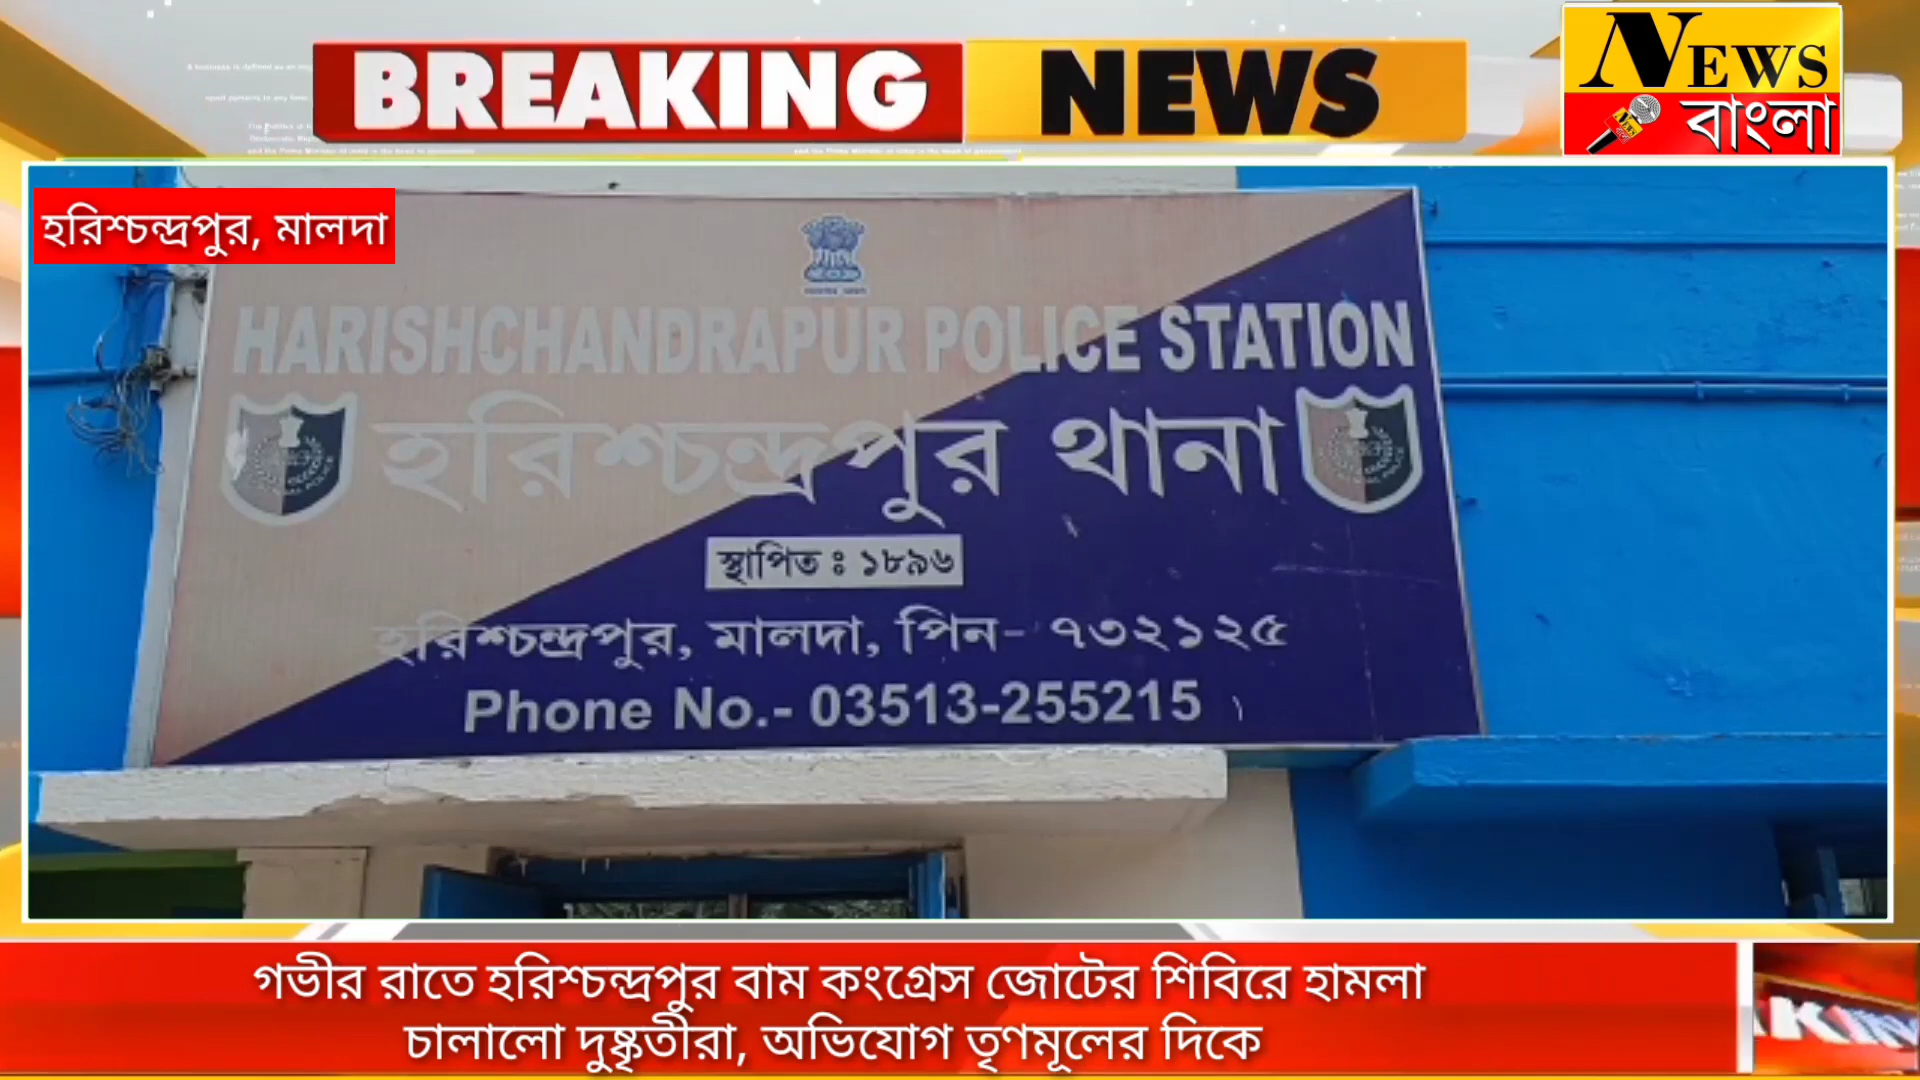 BREAKING NEWS
NEWS
বাংলা
হরিশ্চন্দ্রপুর, মালদা
HARISHCHANDRAPUR POLICE STATION
হরিশ্চন্দ্রপুর থানা
স্থাপিত ঃ ১৮৯৬
হরিশ্চন্দ্রপুর, মালদা, পিন- ৭৩২১২৫
Phone No.- 03513-255215
গভীর রাতে হরিশ্চন্দ্রপুর বাম কংগ্রেস জোটের শিবিরে হামলা
চালালো দুষ্কৃতীরা, অভিযোগ তৃণমূলের দিকে